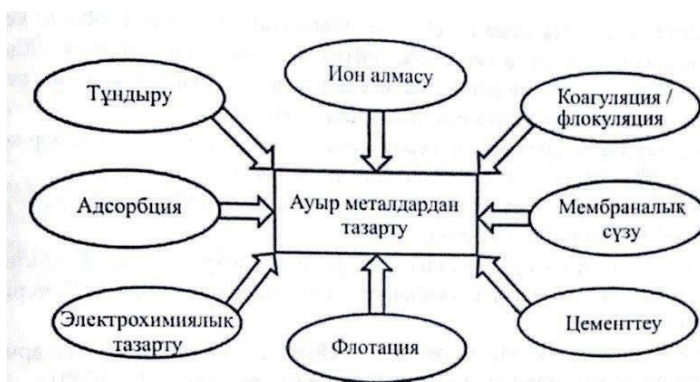 Ион алмасу
Тұндыру
Коагуляция /
флокуляция
Адсорбция
Ауыр металдардан
тазарту
Мембраналық
сүзу
Электрохимиялық
тазарту
Флотация
Цементтеу